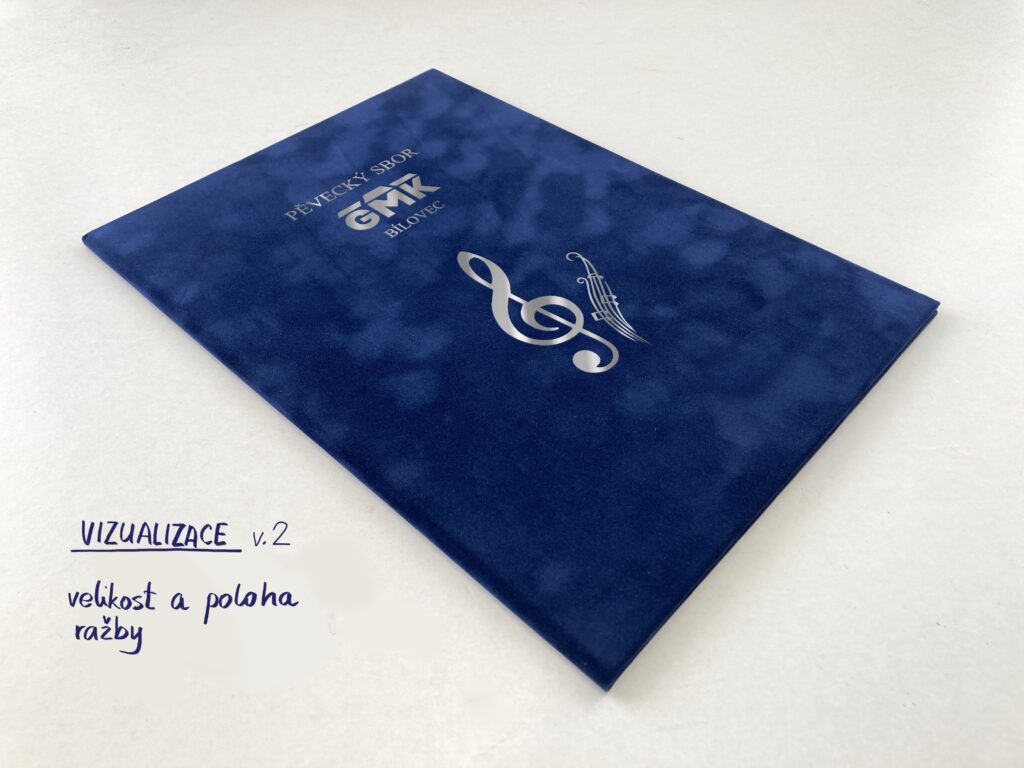 PĚVECKÝ SBOR
GMK
BÍLOVEC
VIZUALIZACE v.2
velikost a poloha
ražby